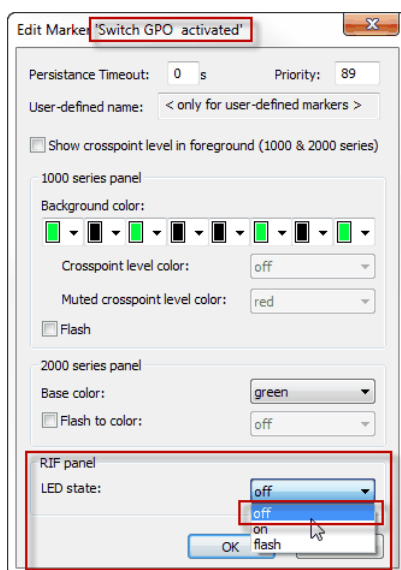 Edit Marker 'Switch GPO activated'
Persistance Timeout: 0 s Priority: 89
User-defined name: < only for user-defined markers >
Show crosspoint level in foreground (1000 & 2000 series)
1000 series panel
Background color:
Crosspoint level color: off
Muted crosspoint level color: red
Flash
2000 series panel
Base color: green
Flash to color: off
RIF panel
LED state: off
off
on
flash
OK